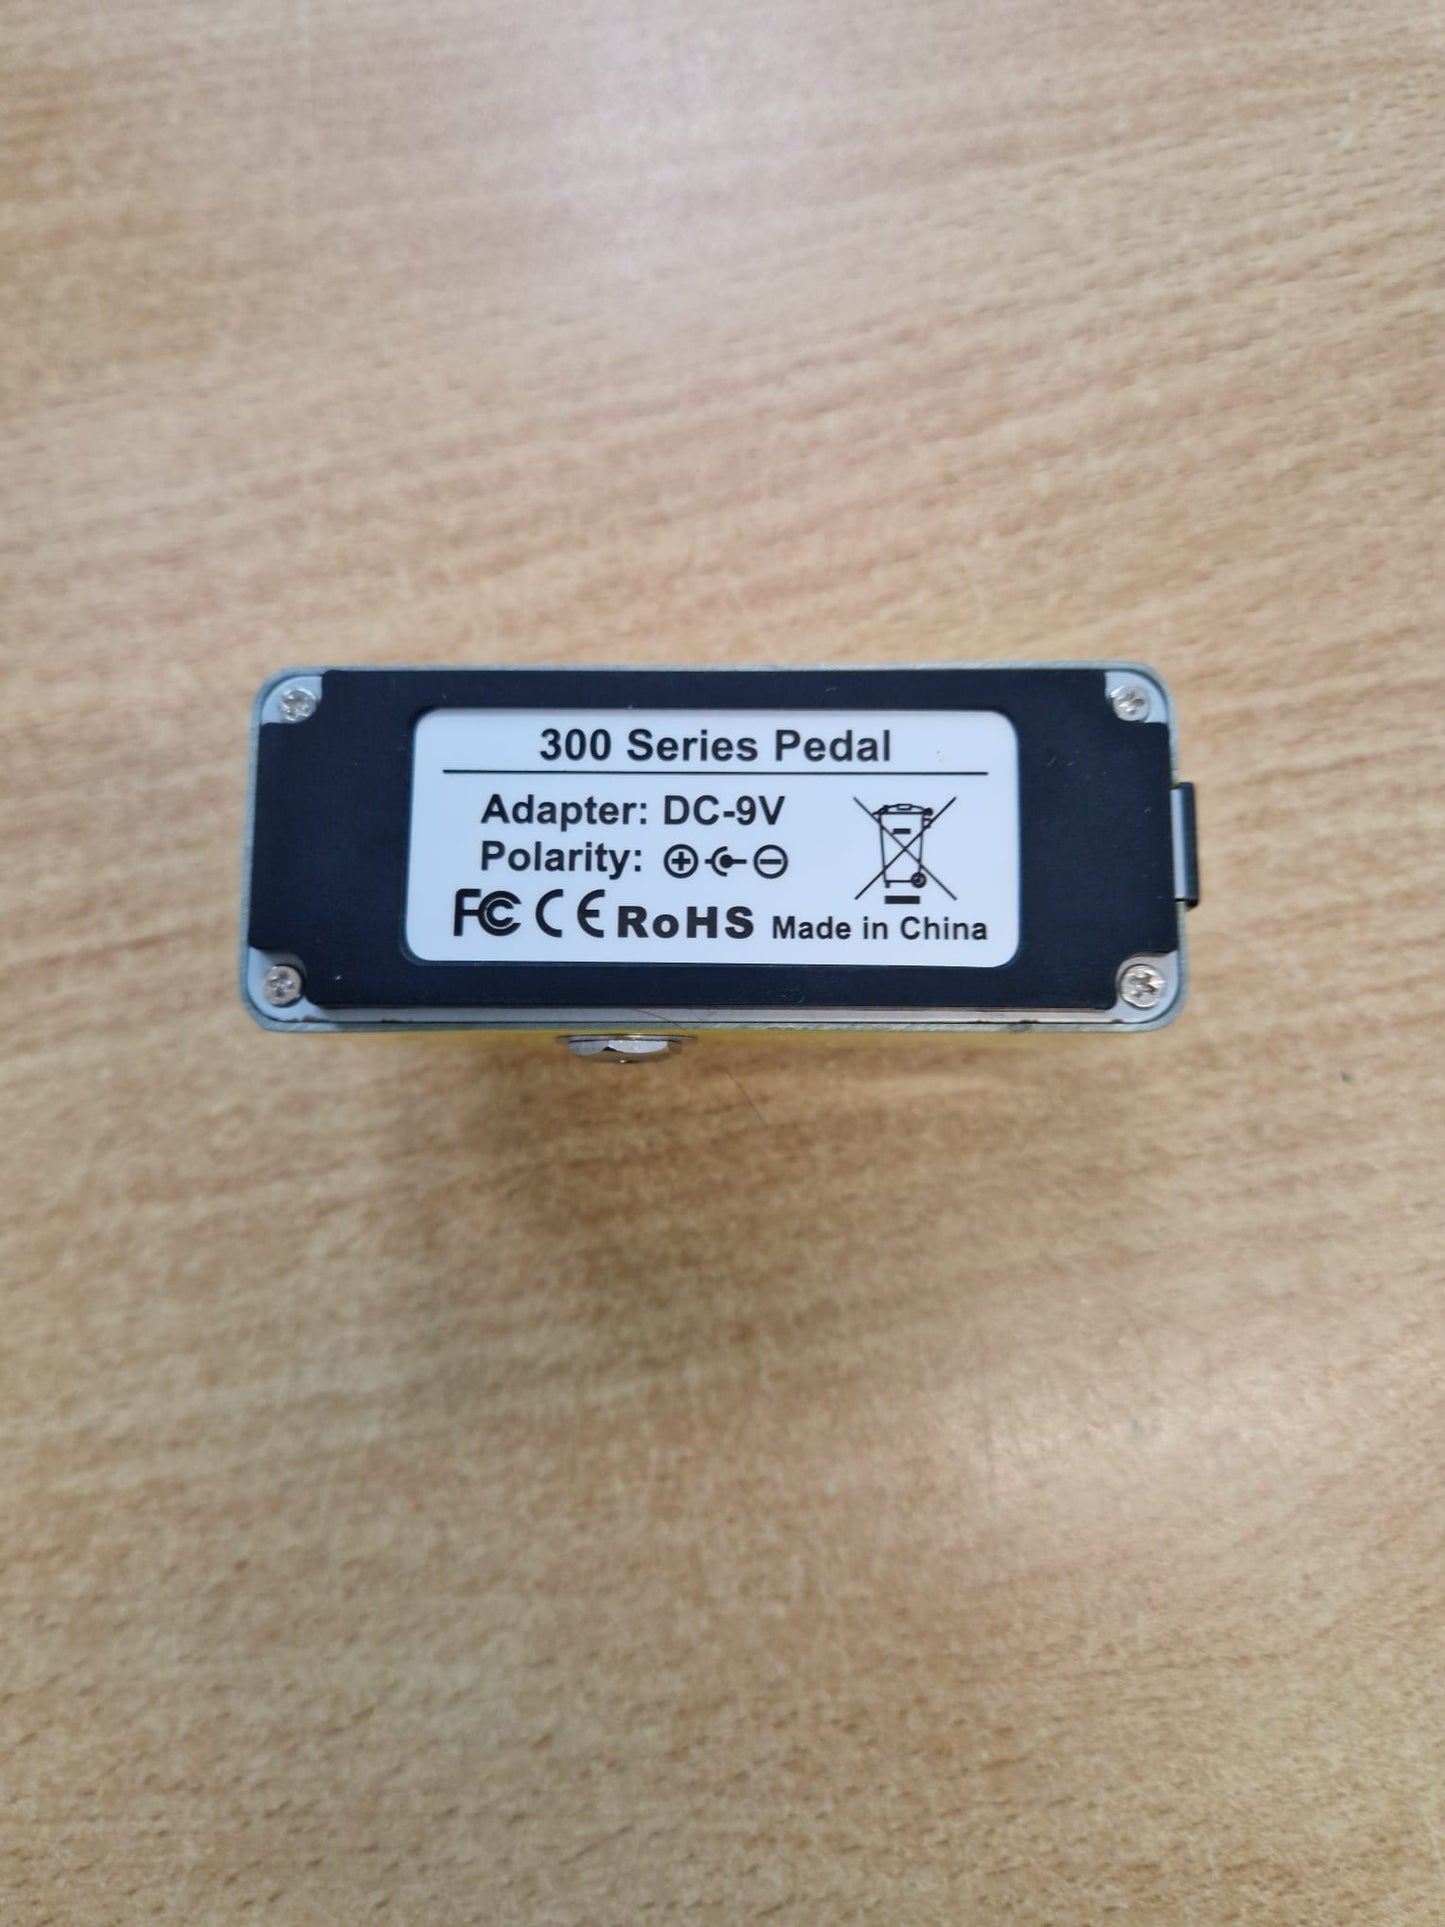 300 Series Pedal
Adapter: DC-9V
Polarity:
FC CE RoHS Made in China